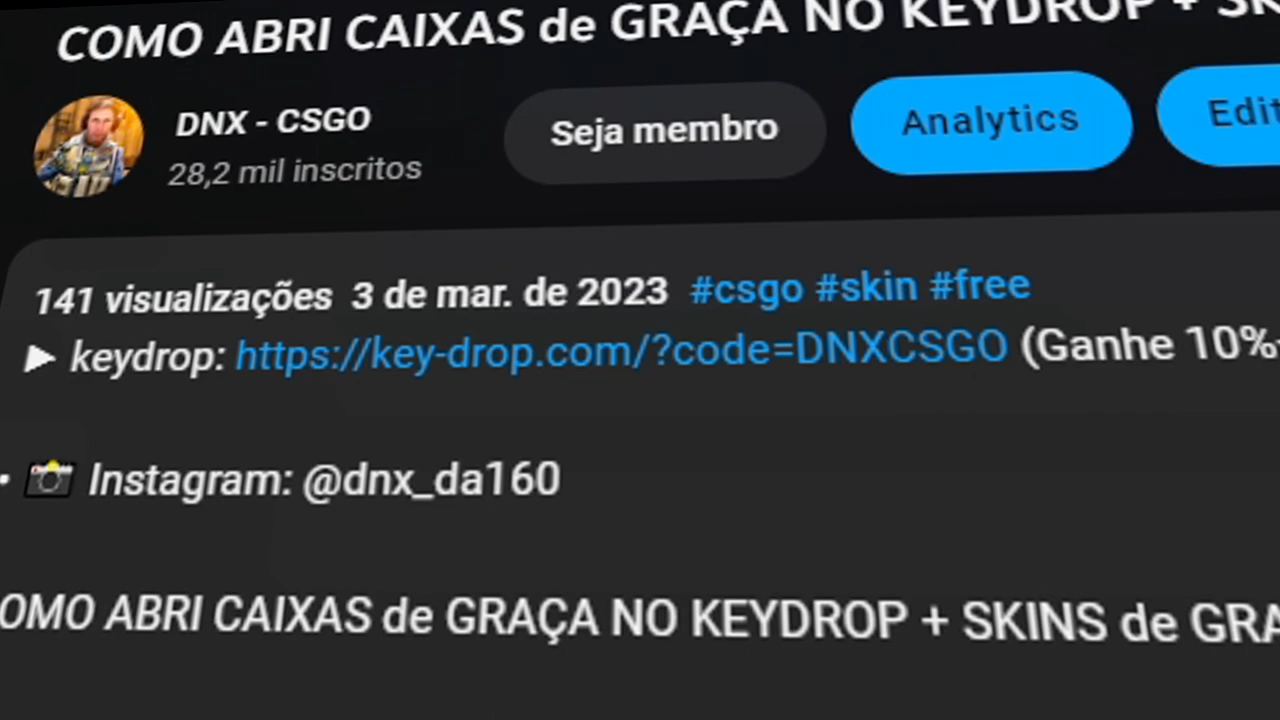 COMO ABRI CAIXAS de GRAÇA NO KEYDROP + SK
DNX - CSGO
28,2 mil inscritos
Seja membro
Analytics
Edit
141 visualizações 3 de mar. de 2023 #csgo #skin #free
► keydrop: https://key-drop.com/?code=DNXCSGO (Ganhe 10%
• 📸 Instagram: @dnx_da160
OMO ABRI CAIXAS de GRAÇA NO KEYDROP + SKINS de GRA